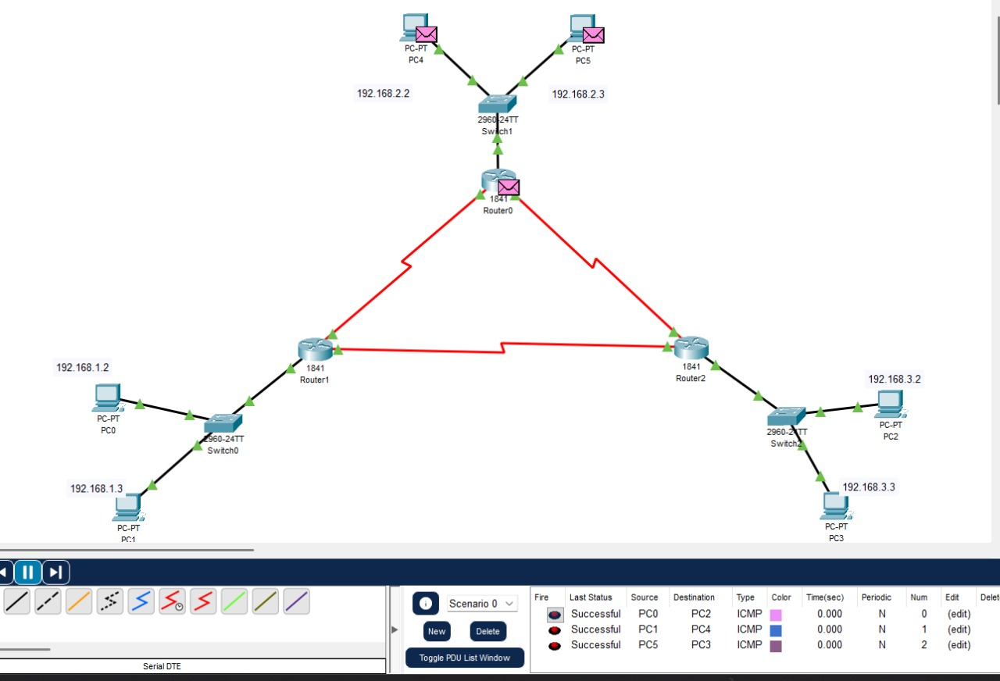 PC-PT
PC4
PC-PT
PC5
192.168.2.2
192.168.2.3
2960-24TT
Switch1
1841
Router0
1841
Router1
1841
Router2
192.168.1.2
PC-PT
PC0
2960-24TT
Switch0
192.168.1.3
PC-PT
PC1
192.168.3.2
PC-PT
PC2
2960-24TT
Switch2
192.168.3.3
PC-PT
PC3
Serial DTE
Scenario 0
New
Delete
Toggle PDU List Window
Fire Last Status Source Destination Type Color Time(sec) Periodic Num Edit Delet
Successful PC0 PC2 ICMP 0.000 N 0 (edit)
Successful PC1 PC4 ICMP 0.000 N 1 (edit)
Successful PC5 PC3 ICMP 0.000 N 2 (edit)